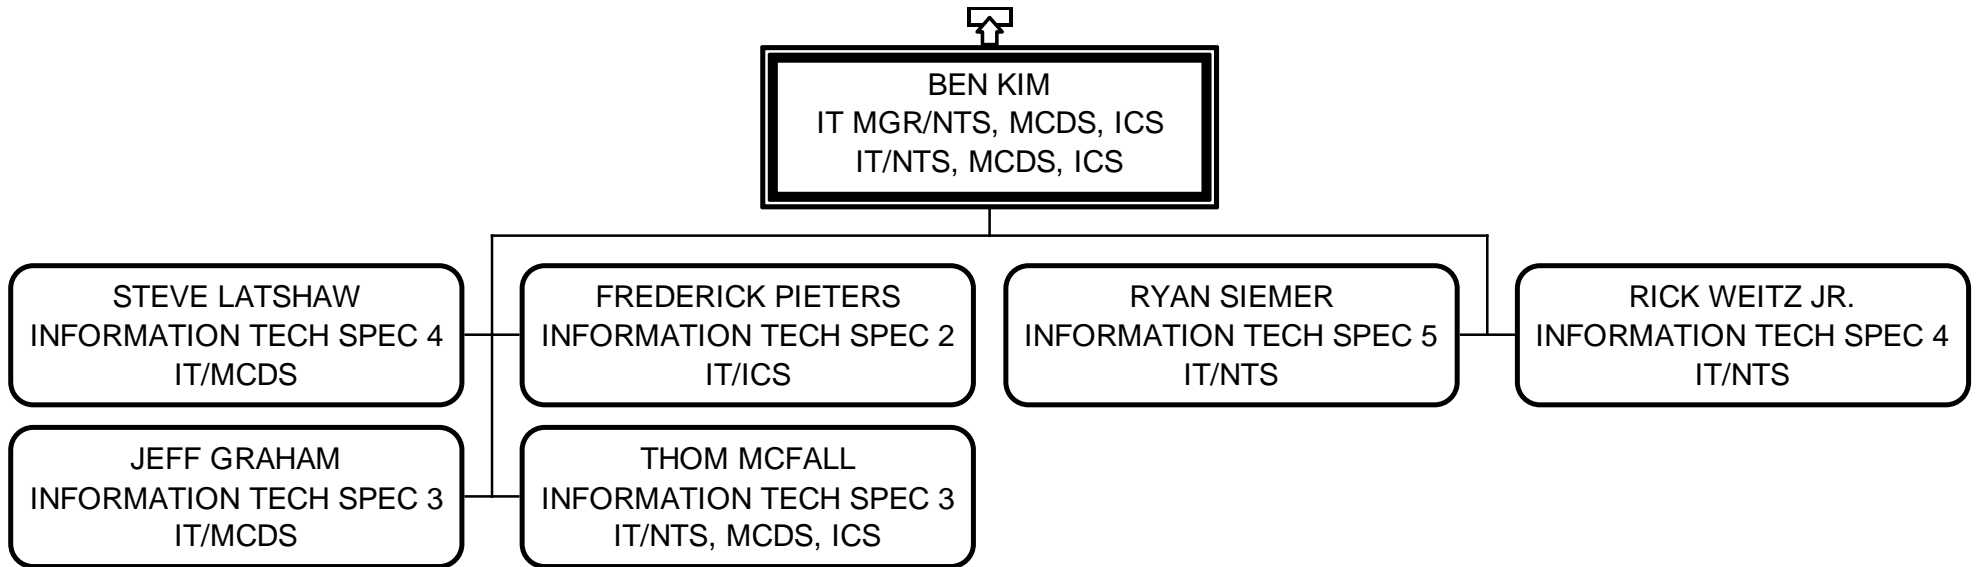 BEN KIM
IT MGR/NTS, MCDS, ICS
IT/NTS, MCDS, ICS
STEVE LATSHAW
INFORMATION TECH SPEC 4
IT/MCDS
FREDERICK PIETERS
INFORMATION TECH SPEC 2
IT/ICS
RYAN SIEMER
INFORMATION TECH SPEC 5
IT/NTS
RICK WEITZ JR.
INFORMATION TECH SPEC 4
IT/NTS
JEFF GRAHAM
INFORMATION TECH SPEC 3
IT/MCDS
THOM MCFALL
INFORMATION TECH SPEC 3
IT/NTS, MCDS, ICS